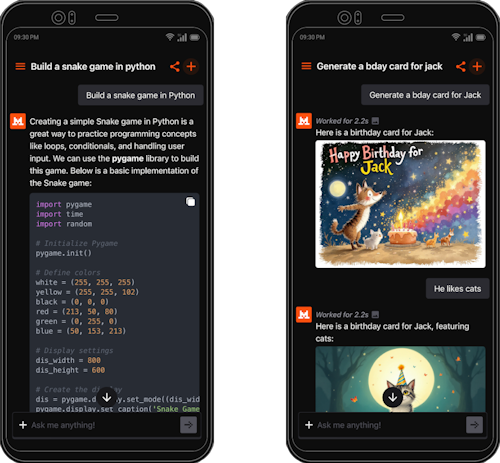 09:30 PM
Build a snake game in python
Build a snake game in Python
Creating a simple Snake game in Python is a
great way to practice programming concepts
like loops, conditionals, and handling user
input. We can use the pygame library to build
this game. Below is a basic implementation of
the Snake game:
import pygame
import time
import random
# Initialize Pygame
pygame.init()
# Define colors
white = (255, 255, 255)
yellow = (255, 255, 102)
black = (0, 0, 0)
red = (213, 50, 80)
green = (0, 255, 0)
blue = (50, 153, 213)
# Display settings
dis_width = 800
dis_height = 600
# Create the display
dis = pygame.display.set_mode((dis_wid
pygame.display.set_caption('Snake Game
Ask me anything!
09:30 PM
Generate a bday card for jack
Generate a bday card for Jack
Worked for 2.2s
Here is a birthday card for Jack:
Happy Birthday for
Jack
He likes cats
Worked for 2.2s
Here is a birthday card for Jack, featuring
cats:
Ask me anything!